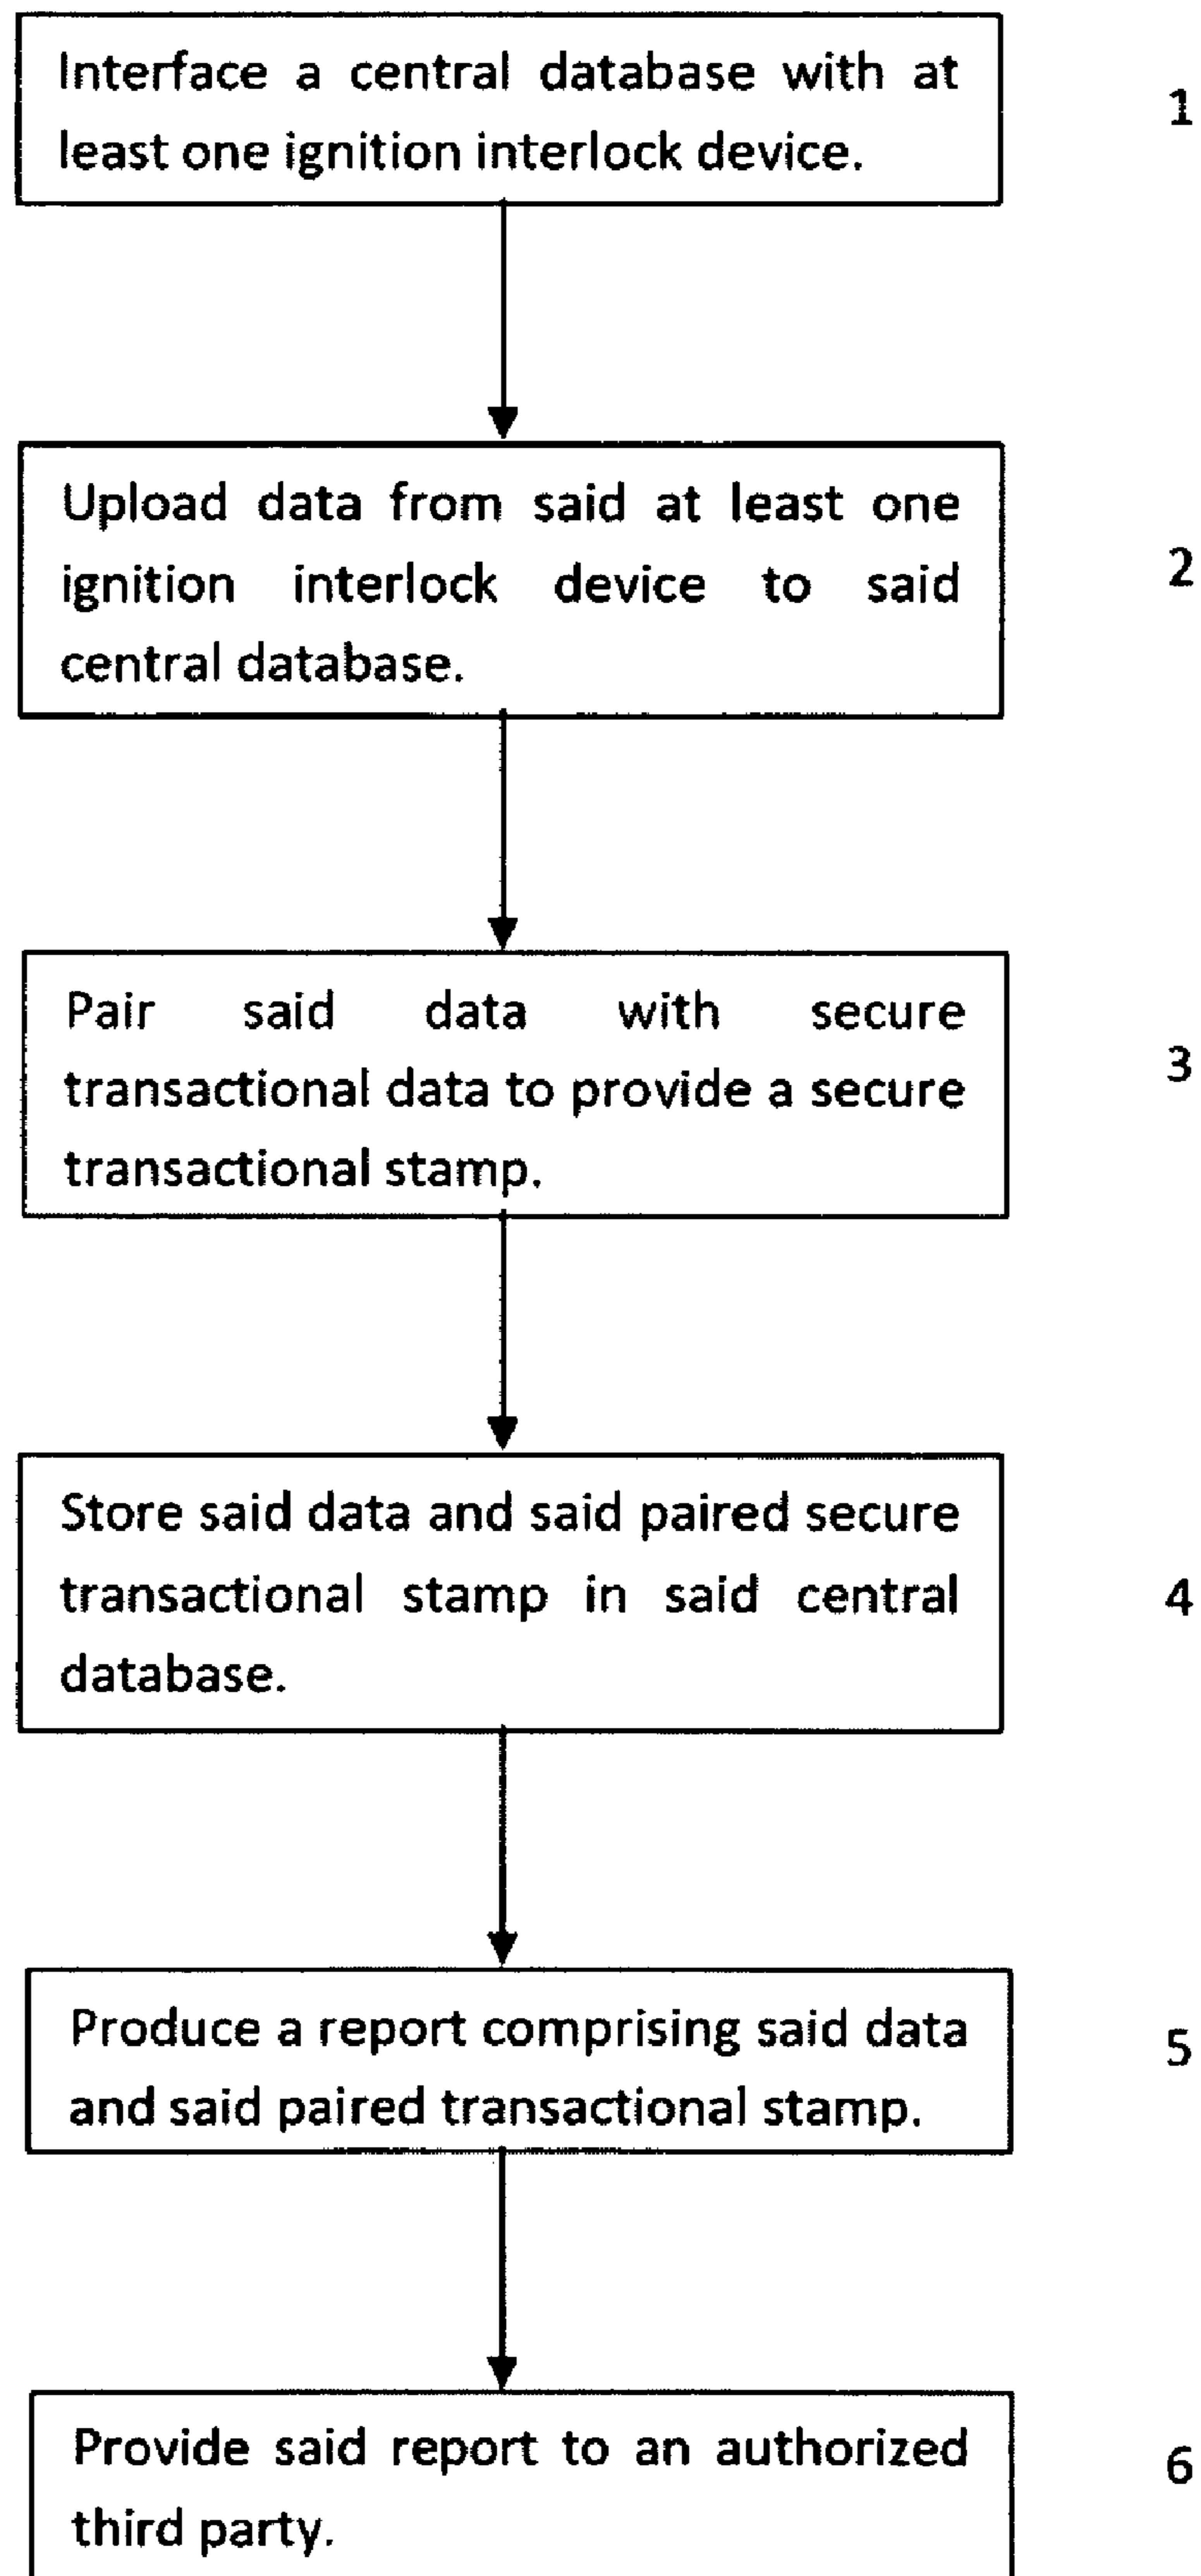 Interface a central database with at
least one ignition interlock device.
1
Upload data from said at least one
ignition interlock device to said
central database.
2
Pair said data with secure
transactional data to provide a secure
transactional stamp.
3
Store said data and said paired secure
transactional stamp in said central
database.
4
Produce a report comprising said data
and said paired transactional stamp.
5
Provide said report to an authorized
third party.
6